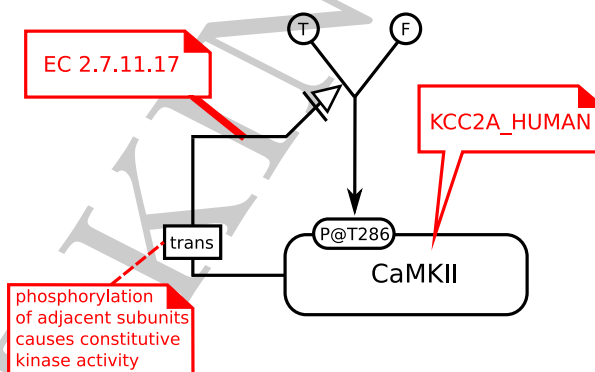 T
F
EC 2.7.11.17
KCC2A_HUMAN
trans
P@T286
CaMKII
phosphorylation
of adjacent subunits
causes constitutive
kinase activity